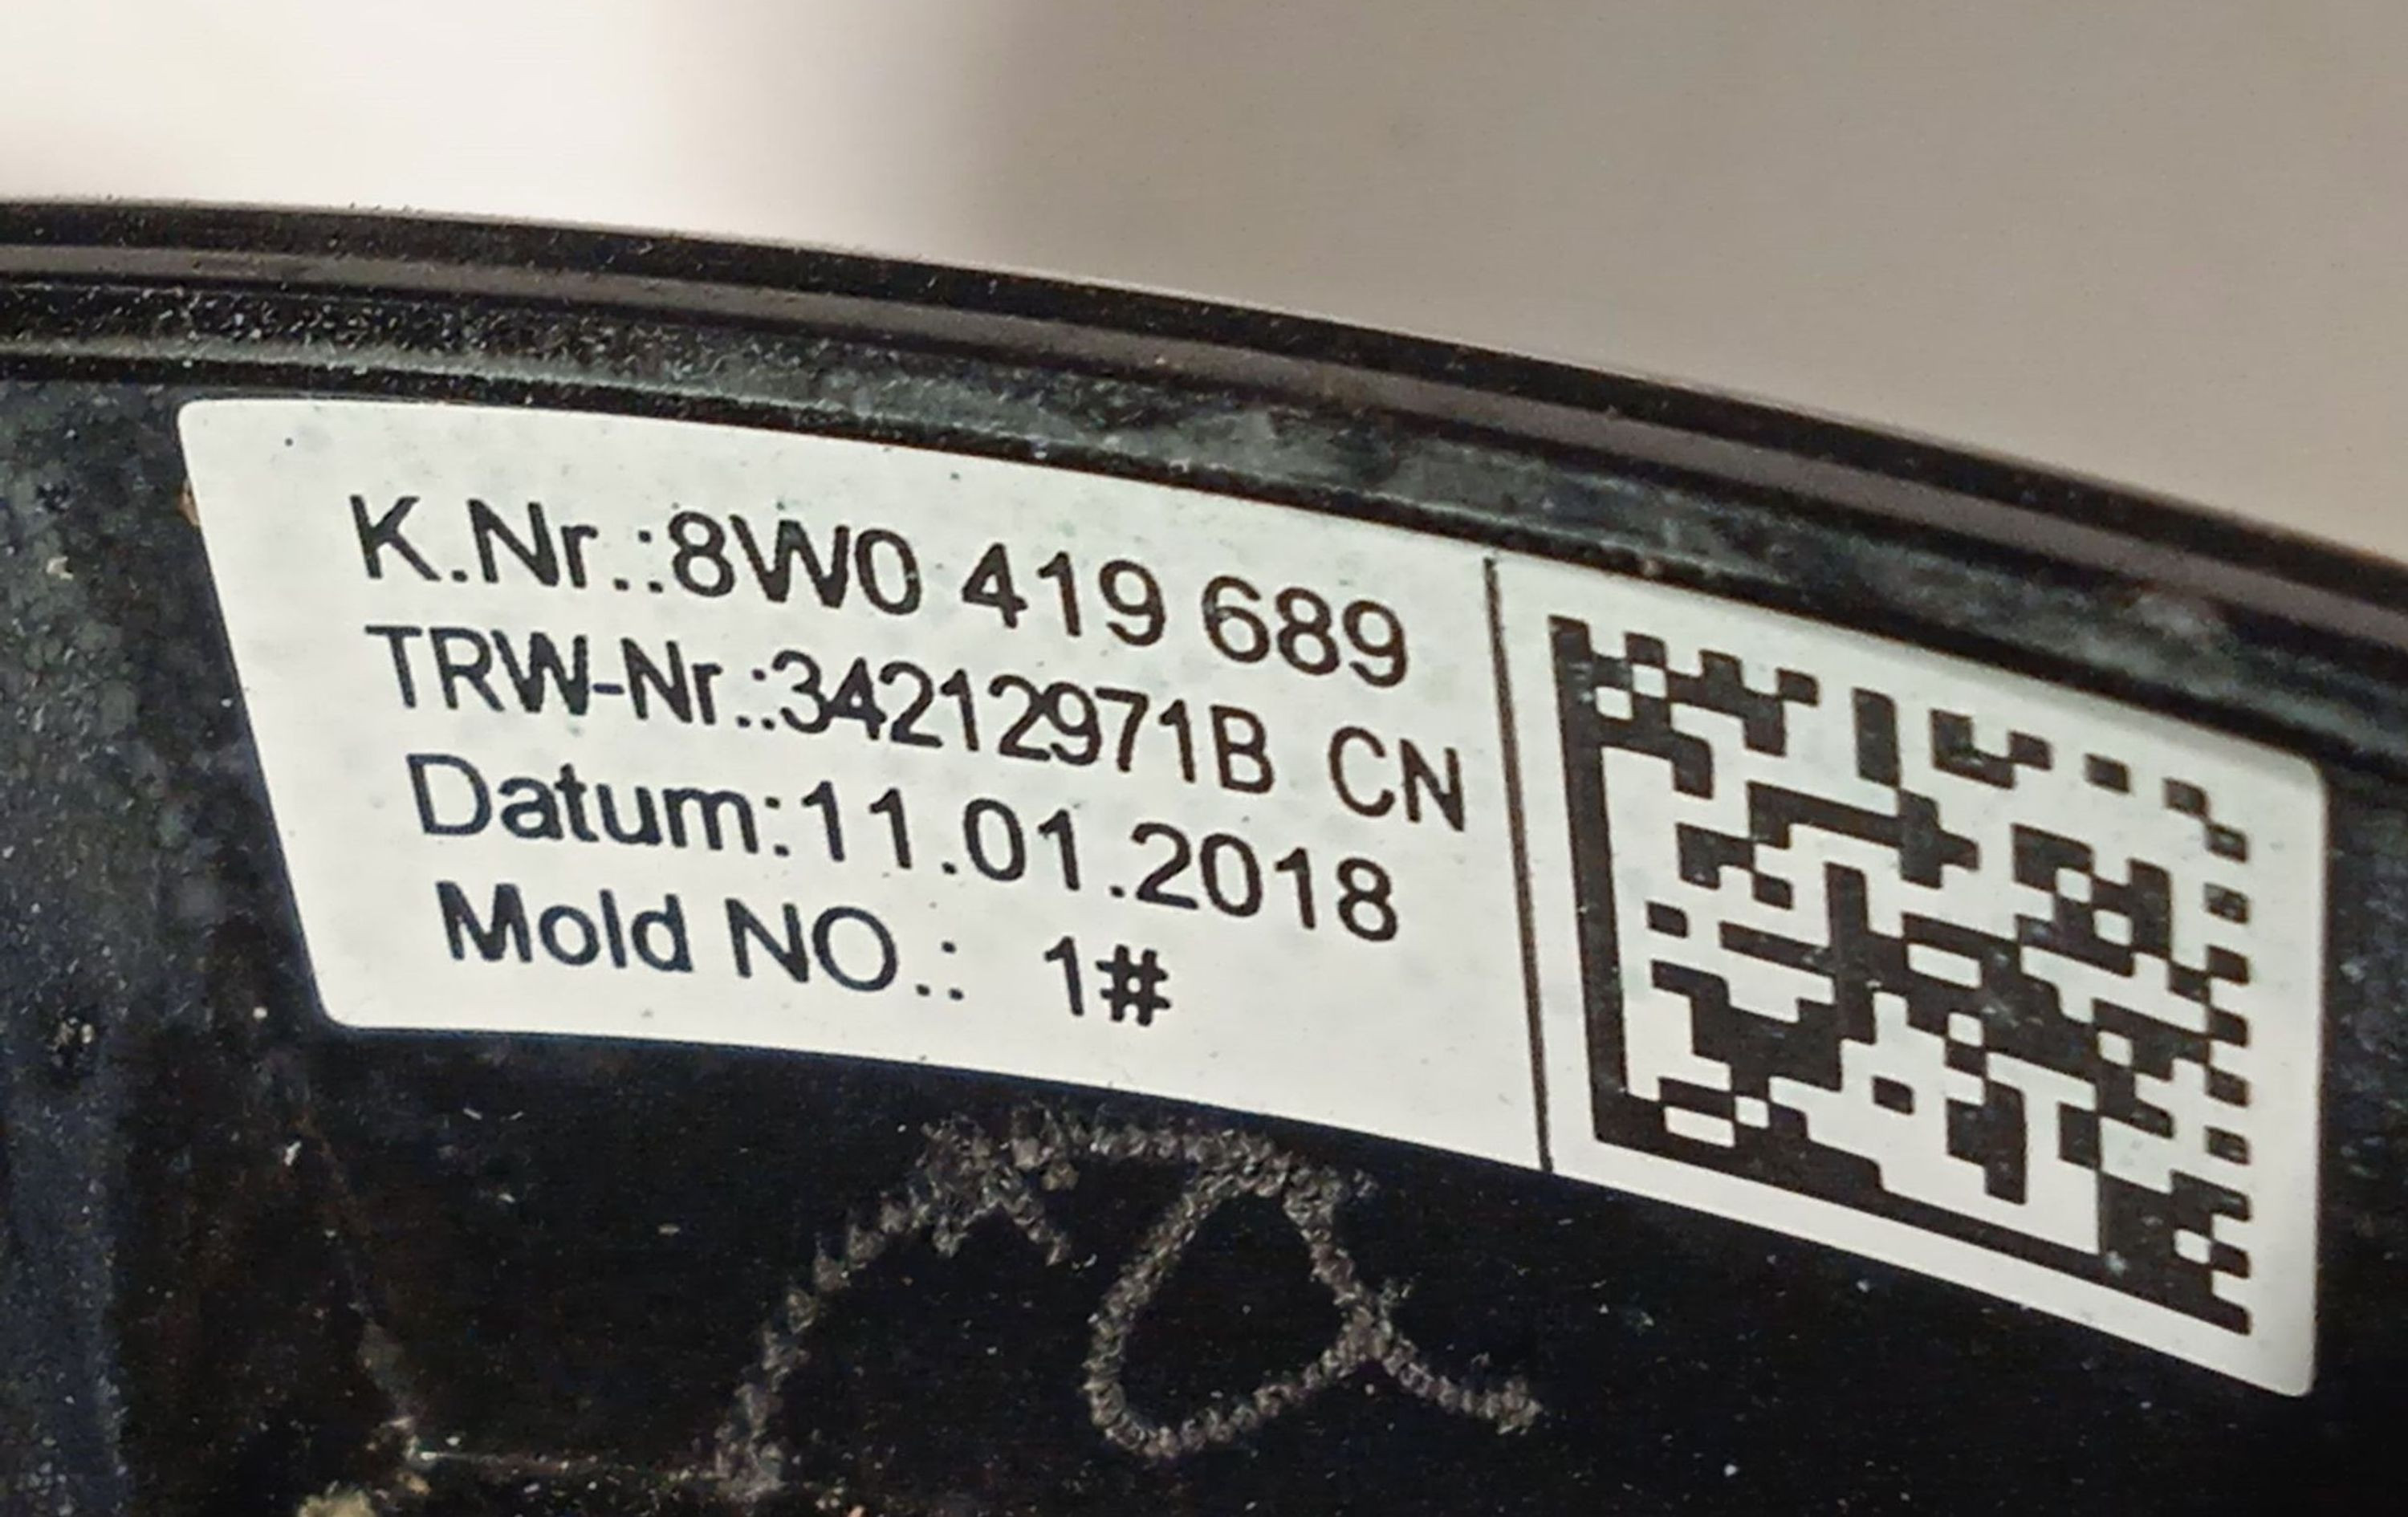 K.Nr.:8W0 419 689
TRW-Nr.:34212971B CN
Datum:11.01.2018
Mold NO.: 1#